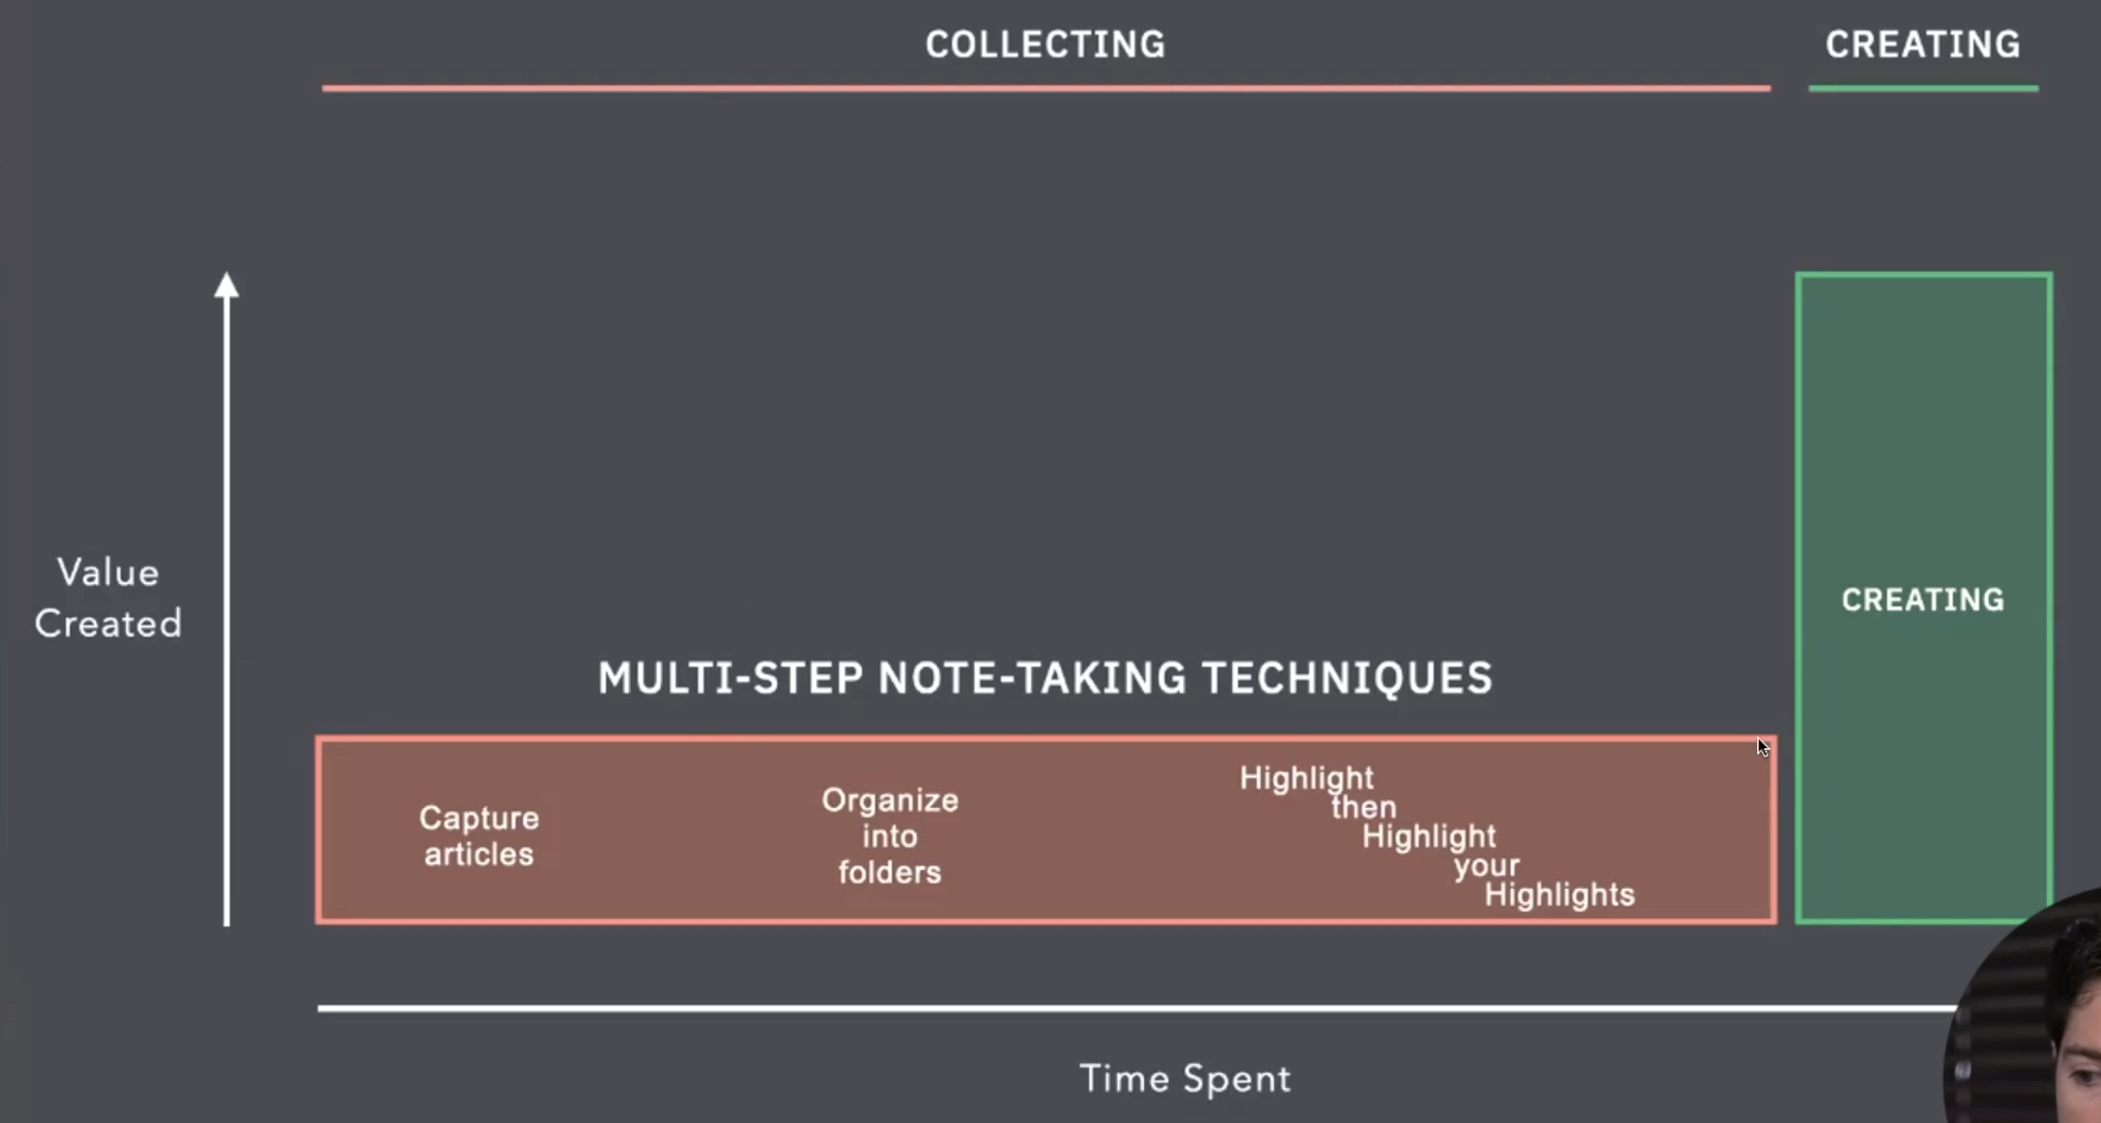 COLLECTING
CREATING
Value
Created
CREATING
MULTI-STEP NOTE-TAKING TECHNIQUES
Capture
articles
Organize
into
folders
Highlight
then
Highlight
your
Highlights
Time Spent